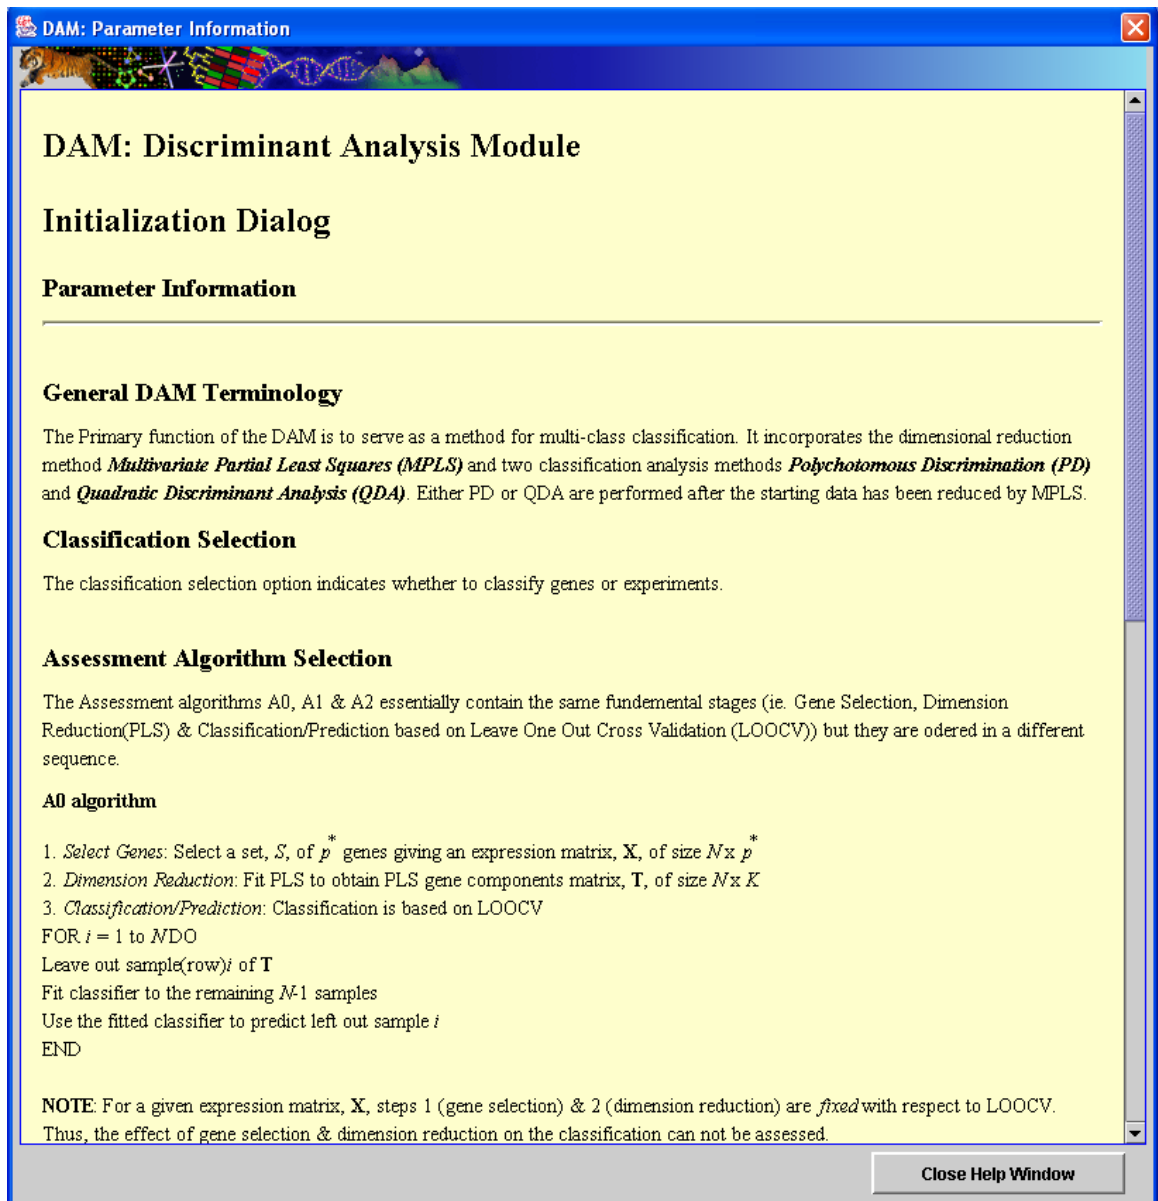 DAM: Parameter Information
DAM: Discriminant Analysis Module
Initialization Dialog
Parameter Information
General DAM Terminology
The Primary function of the DAM is to serve as a method for multi-class classification. It incorporates the dimensional reduction
method Multivariate Partial Least Squares (MPLS) and two classification analysis methods Polychotomous Discrimination (PD)
and Quadratic Discriminant Analysis (QDA). Either PD or QDA are performed after the starting data has been reduced by MPLS.
Classification Selection
The classification selection option indicates whether to classify genes or experiments.
Assessment Algorithm Selection
The Assessment algorithms A0, A1 & A2 essentially contain the same fundemental stages (ie. Gene Selection, Dimension
Reduction(PLS) & Classification/Prediction based on Leave One Out Cross Validation (LOOCV)) but they are odered in a different
sequence.
A0 algorithm
1. Select Genes: Select a set, S, of p* genes giving an expression matrix, X, of size N x p*
2. Dimension Reduction: Fit PLS to obtain PLS gene components matrix, T, of size N x K
3. Classification/Prediction: Classification is based on LOOCV
FOR i = 1 to N DO
Leave out sample(row)i of T
Fit classifier to the remaining N-1 samples
Use the fitted classifier to predict left out sample i
END
NOTE: For a given expression matrix, X, steps 1 (gene selection) & 2 (dimension reduction) are fixed with respect to LOOCV.
Thus, the effect of gene selection & dimension reduction on the classification can not be assessed.
Close Help Window